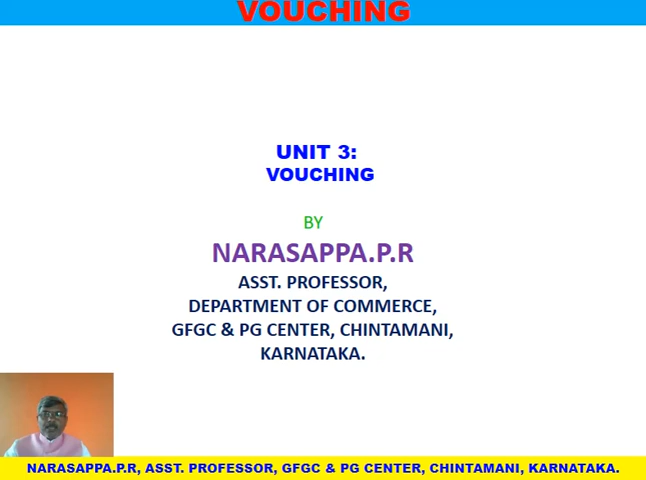 VOUCHING
UNIT 3:
VOUCHING
BY
NARASAPPA.P.R
ASST. PROFESSOR,
DEPARTMENT OF COMMERCE,
GFGC & PG CENTER, CHINTAMANI,
KARNATAKA.
NARASAPPA.P.R, ASST. PROFESSOR, GFGC & PG CENTER, CHINTAMANI, KARNATAKA.